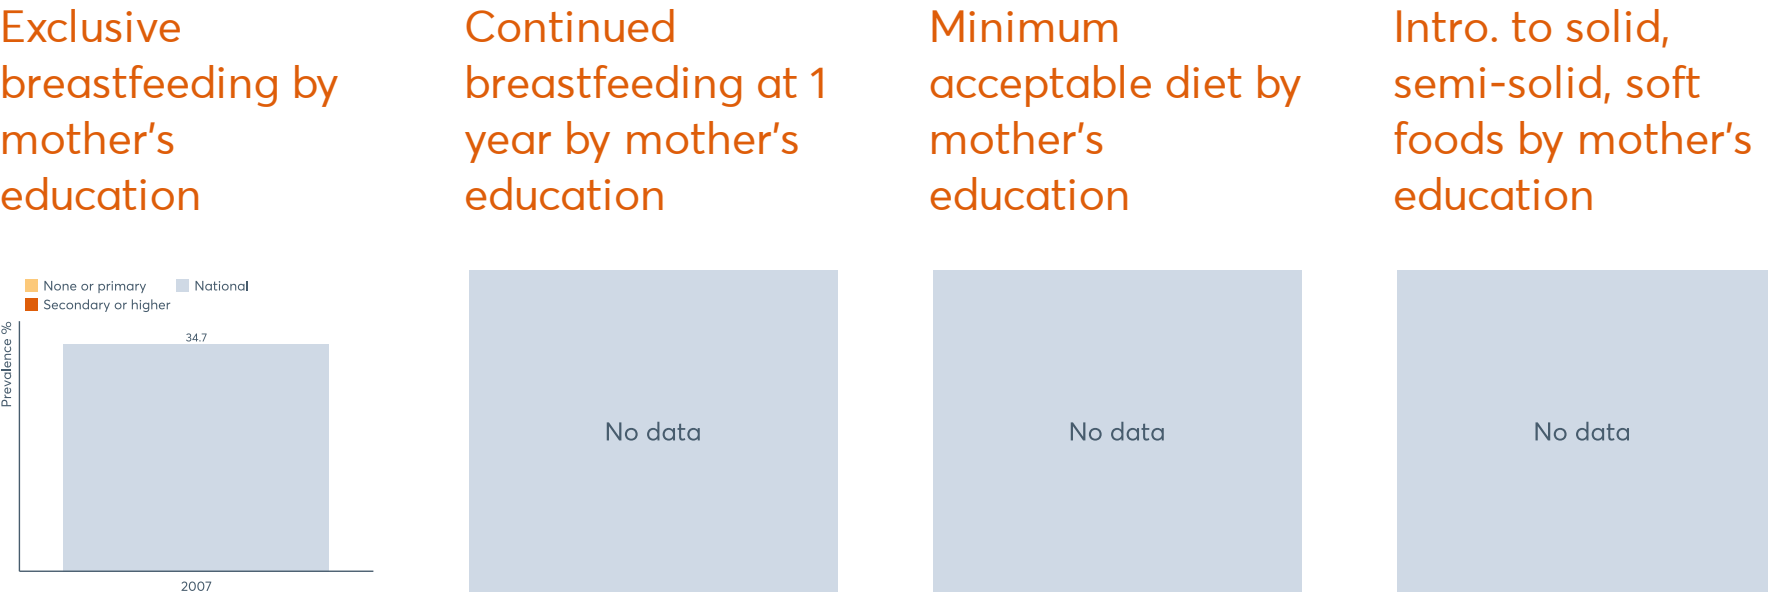 Exclusive
breastfeeding by
mother's
education
None or primary
National
Secondary or higher
Prevalence %
34.7
2007
Continued
breastfeeding at 1
year by mother's
education
No data
Minimum
acceptable diet by
mother's
education
No data
Intro. to solid,
semi-solid, soft
foods by mother's
education
No data